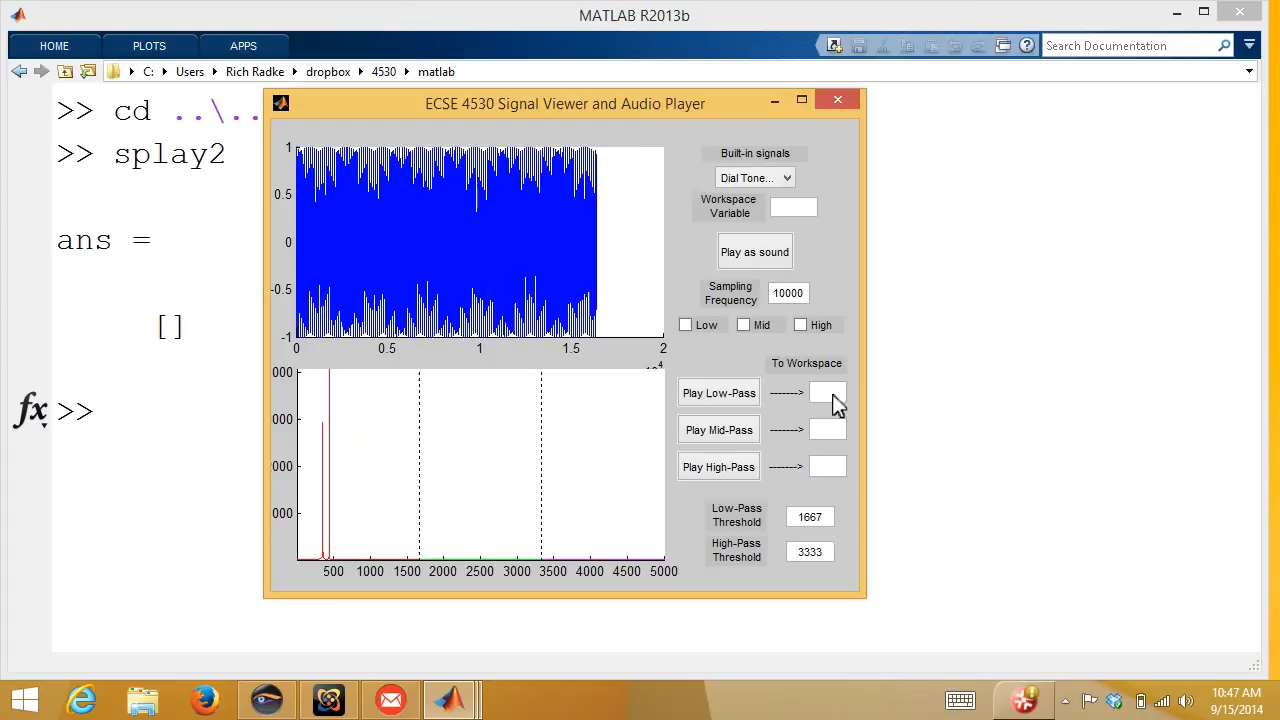 MATLAB R2013b
HOME
PLOTS
APPS
Search Documentation
C: Users Rich Radke dropbox 4530 matlab
>> cd ..\..
>> splay2
ans =
[]
fx >>
ECSE 4530 Signal Viewer and Audio Player
1
0.5
0
-0.5
-1
0 0.5 1 1.5 2
000
000
000
000
500 1000 1500 2000 2500 3000 3500 4000 4500 5000
Built-in signals
Dial Tone...
Workspace
Variable
Play as sound
Sampling
Frequency
10000
Low
Mid
High
To Workspace
Play Low-Pass ------->
Play Mid-Pass ------->
Play High-Pass ------->
Low-Pass
Threshold
1667
High-Pass
Threshold
3333
10:47 AM
9/15/2014